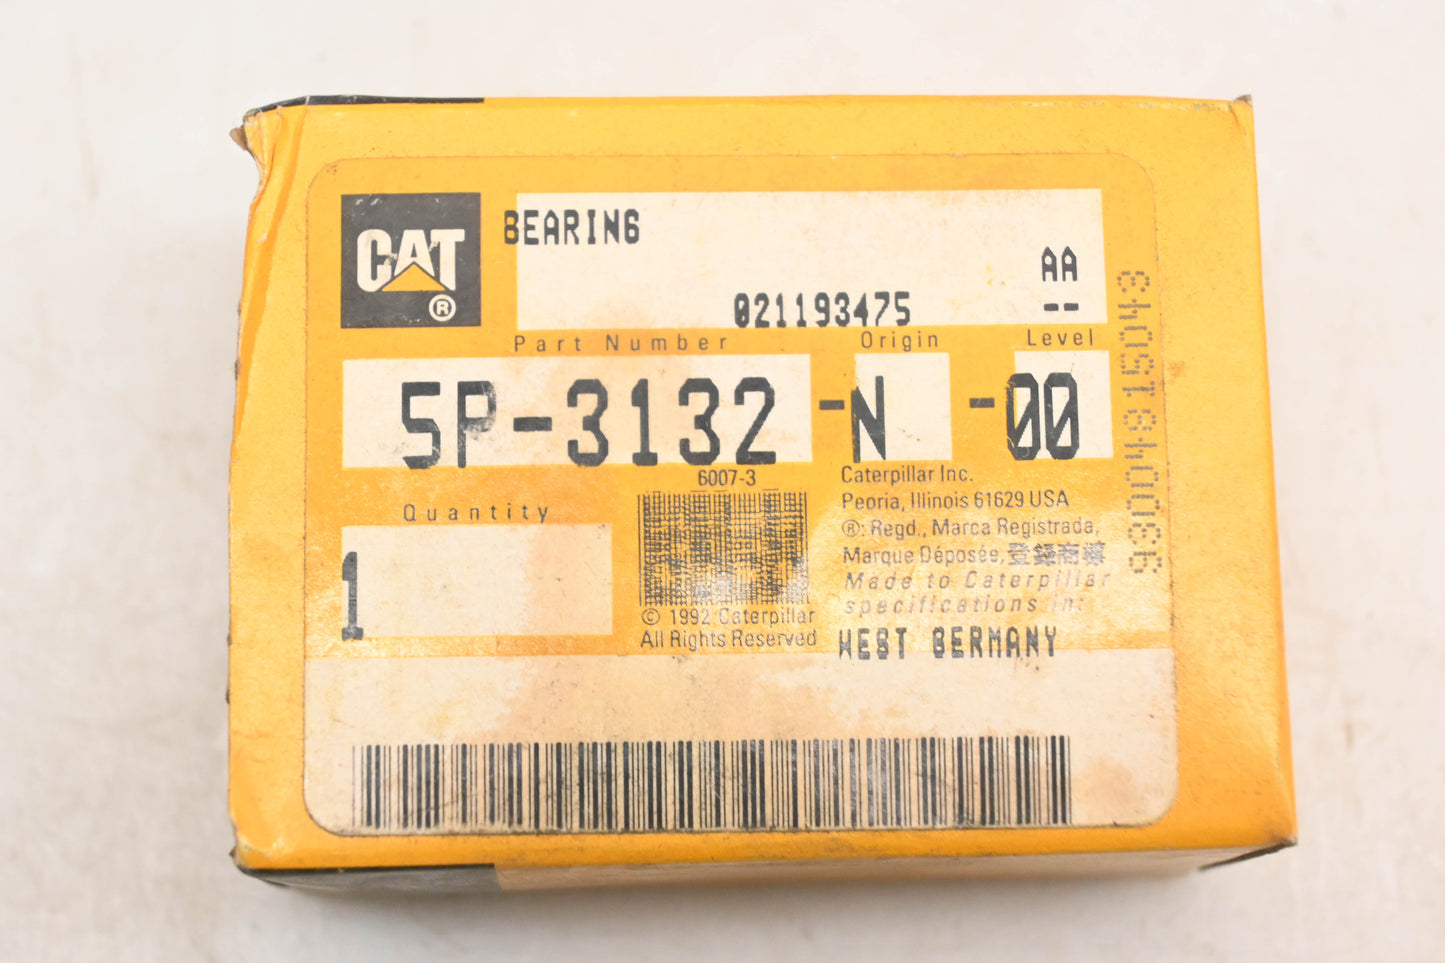 CAT
®
BEARING
AA
021193475 --
Part Number Origin Level
5P-3132 -N -00
6007-3
Quantity
1
© 1992 Caterpillar
All Rights Reserved
Caterpillar Inc.
Peoria, Illinois 61629 USA
®: Regd., Marca Registrada,
Marque Déposée, 登録商標
Made to Caterpillar
specifications in:
WEST GERMANY